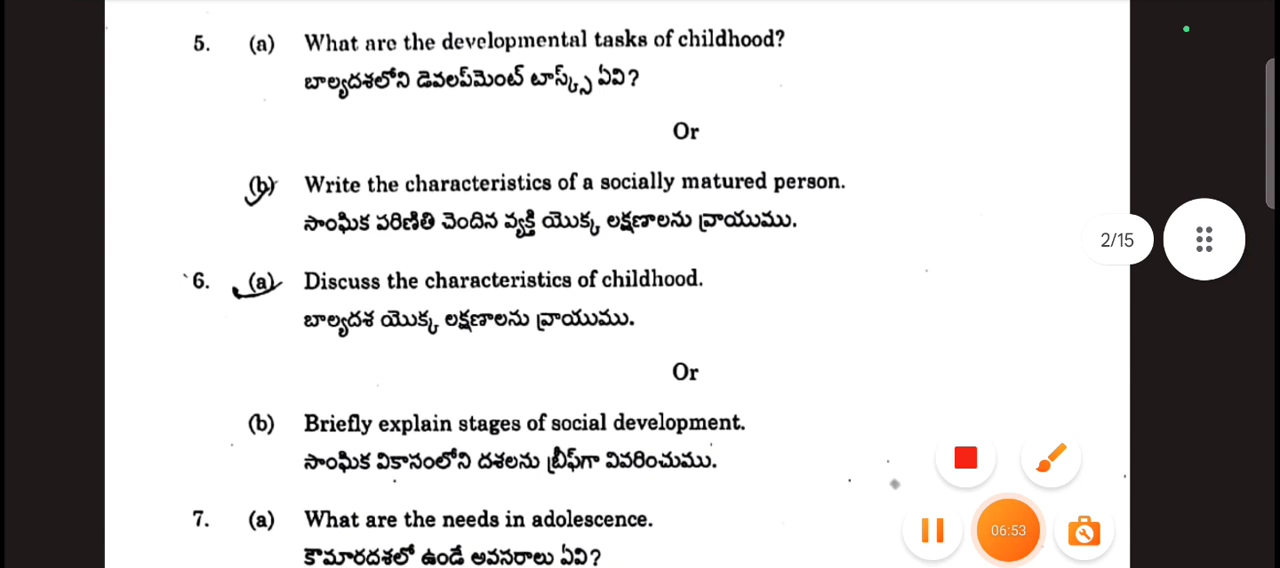 5. (a) What are the developmental tasks of childhood?
బాల్యదశలోని డెవలప్‌మెంట్ టాస్క్స్ ఏవి?
Or
(b) Write the characteristics of a socially matured person.
సాంఘిక పరిణితి చెందిన వ్యక్తి యొక్క లక్షణాలను వ్రాయుము.
2/15
6. (a) Discuss the characteristics of childhood.
బాల్యదశ యొక్క లక్షణాలను వ్రాయుము.
Or
(b) Briefly explain stages of social development.
సాంఘిక వికాసంలోని దశలను బ్రీఫ్‌గా వివరించుము.
7. (a) What are the needs in adolescence.
06:53
కౌమారదశలో ఉండే అవసరాలు ఏవి?